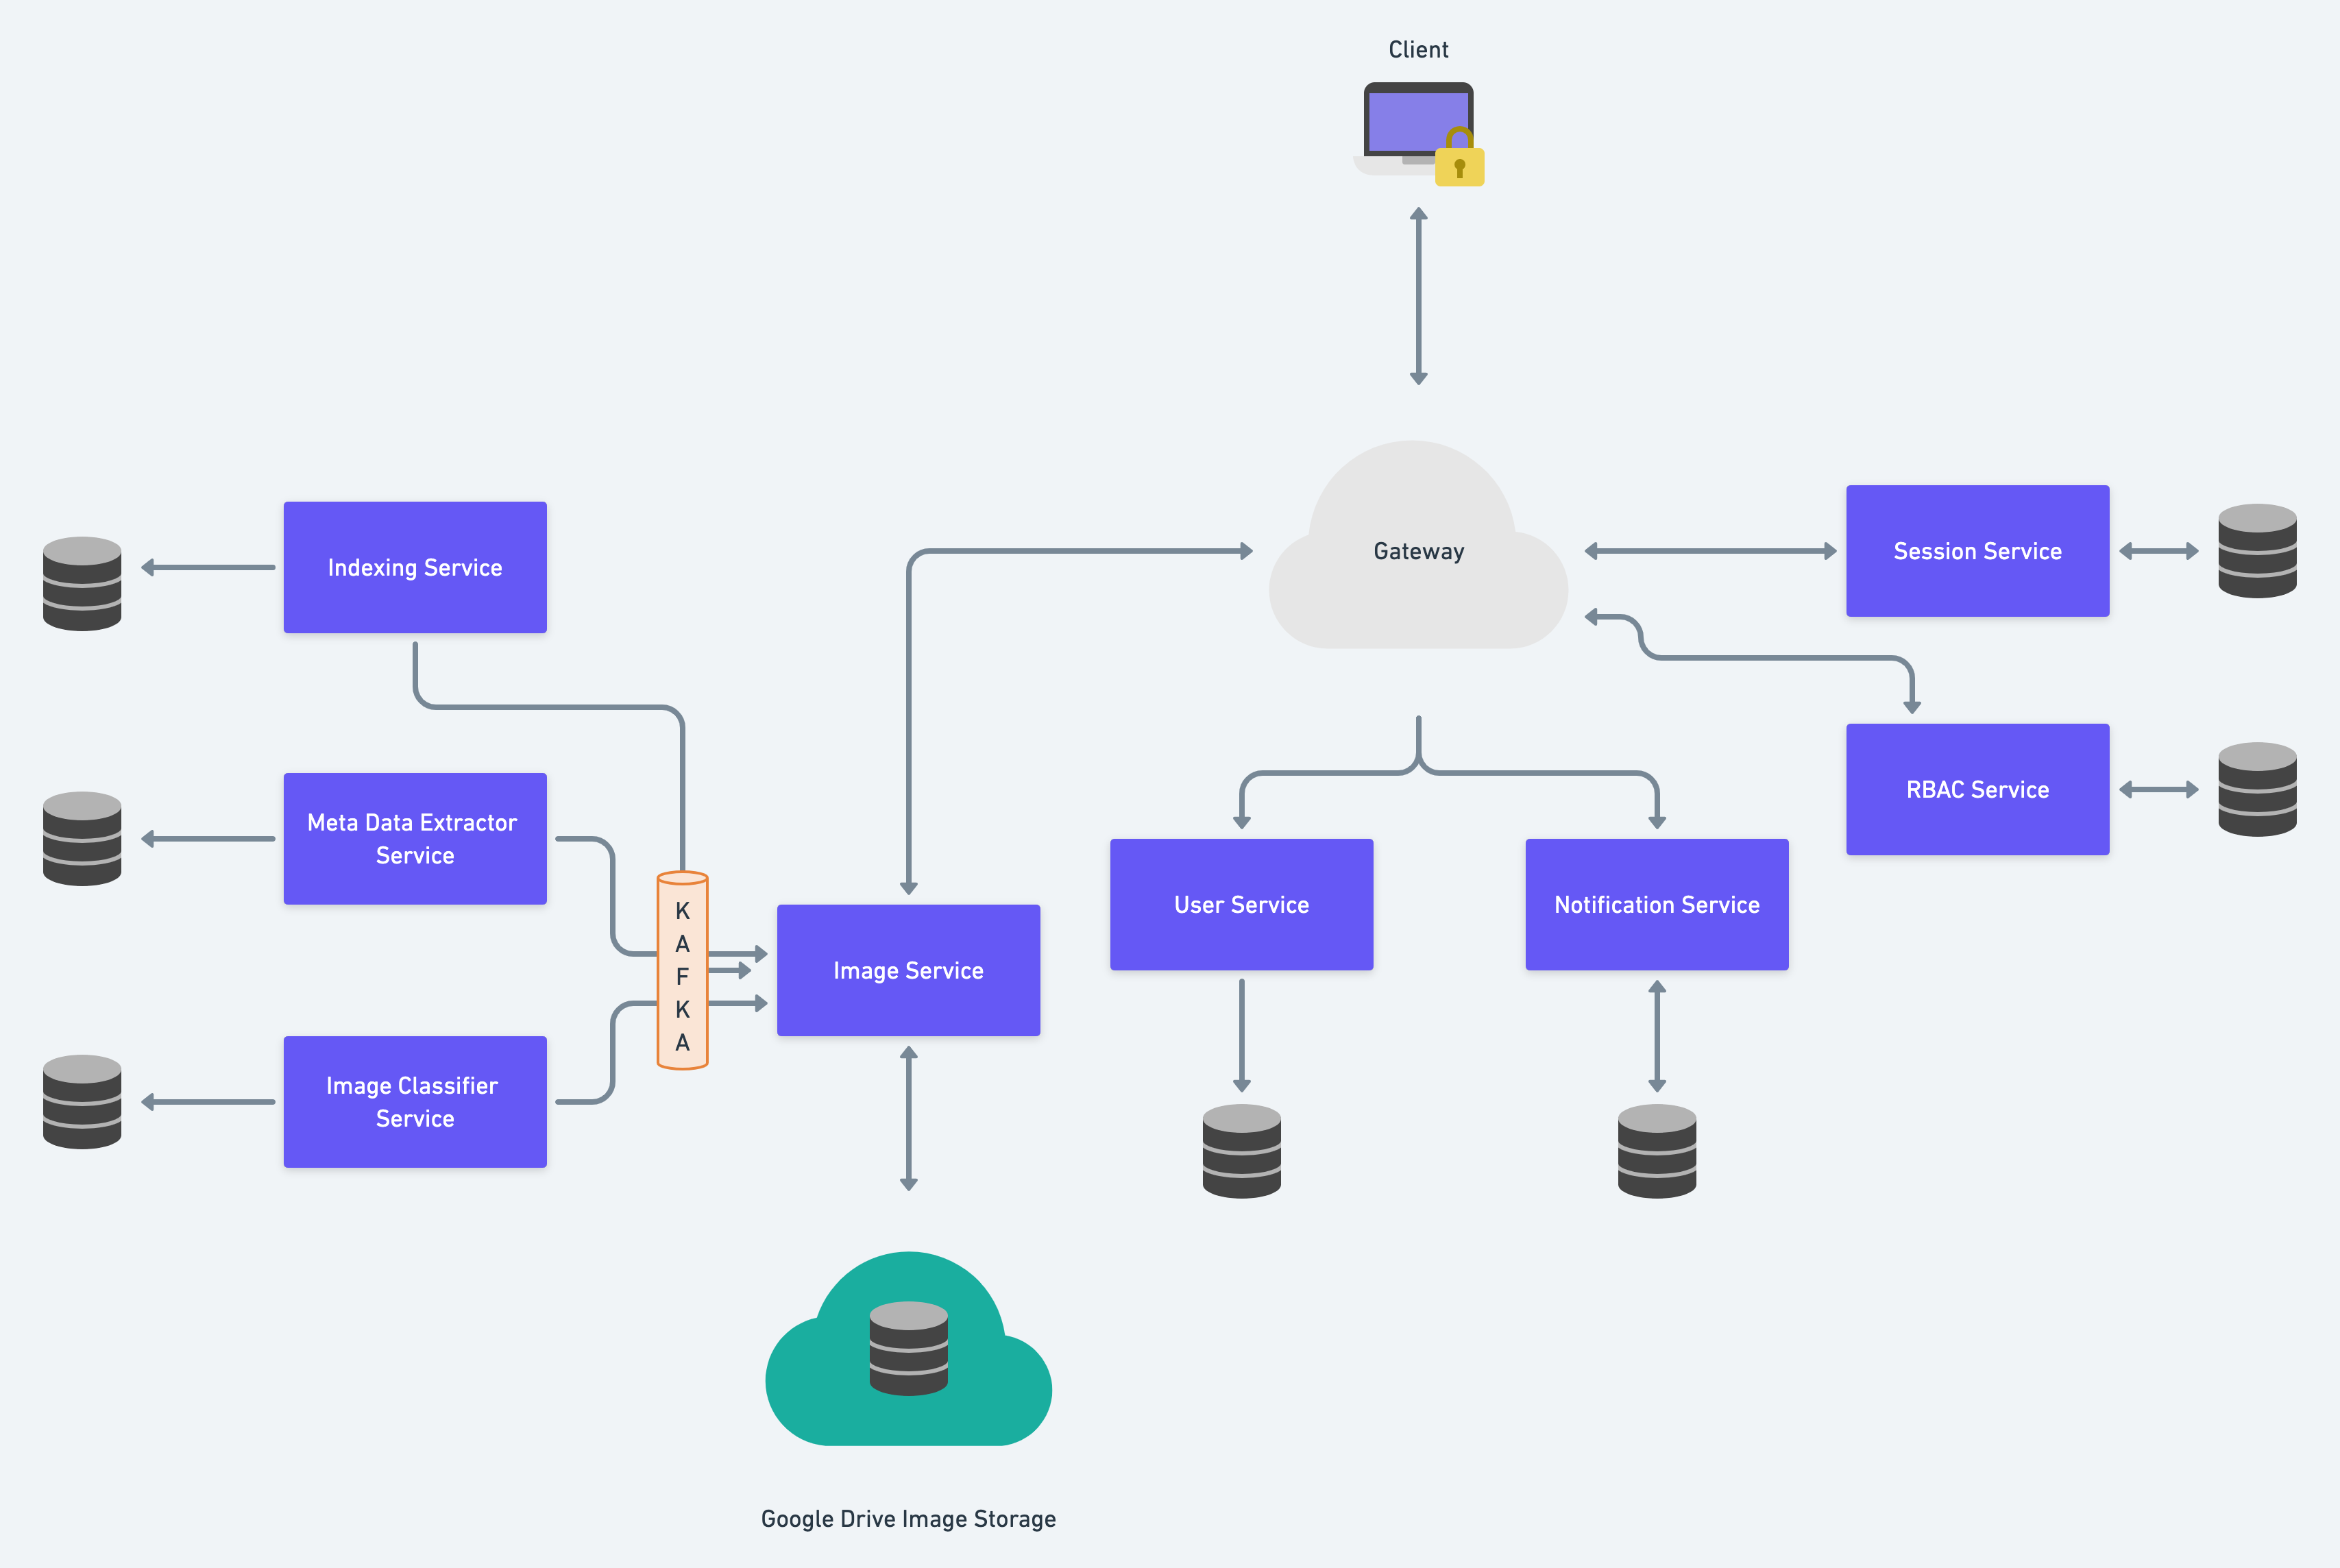 Client
Gateway
Session Service
Indexing Service
RBAC Service
Meta Data Extractor
Service
User Service
Notification Service
K
A
F
K
A
Image Service
Image Classifier
Service
Google Drive Image Storage